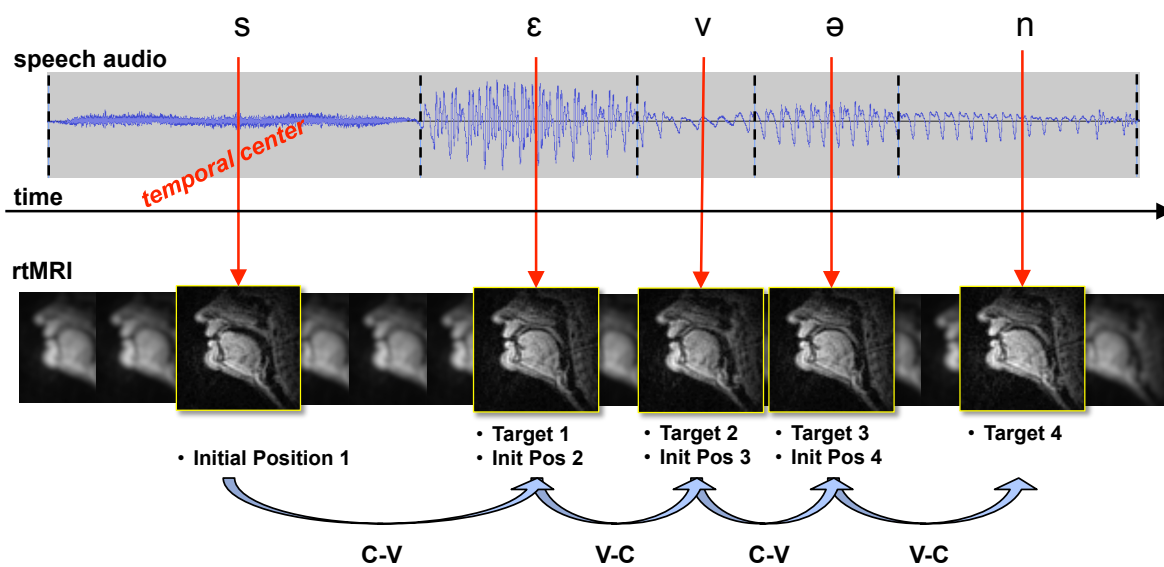 s ɛ v ə n
speech audio
temporal center
time
rtMRI
• Initial Position 1
• Target 1
• Init Pos 2
• Target 2
• Init Pos 3
• Target 3
• Init Pos 4
• Target 4
C-V V-C C-V V-C